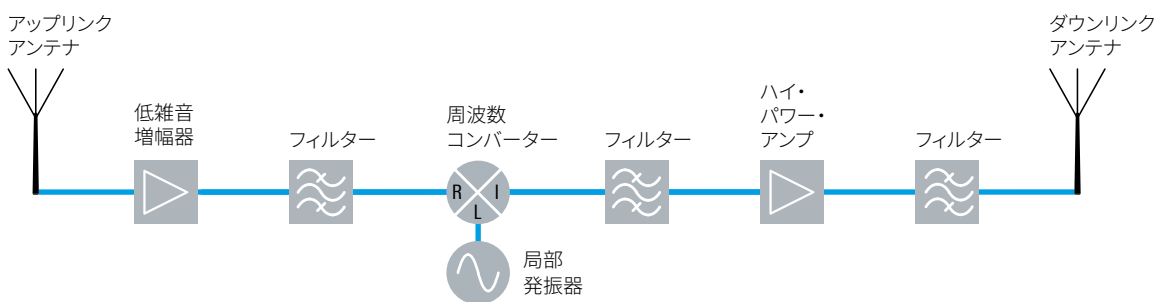 アップリンク
アンテナ
低雑音
増幅器
フィルター
周波数
コンバーター
R
I
L
局部
発振器
フィルター
ハイ・
パワー・
アンプ
フィルター
ダウンリンク
アンテナ